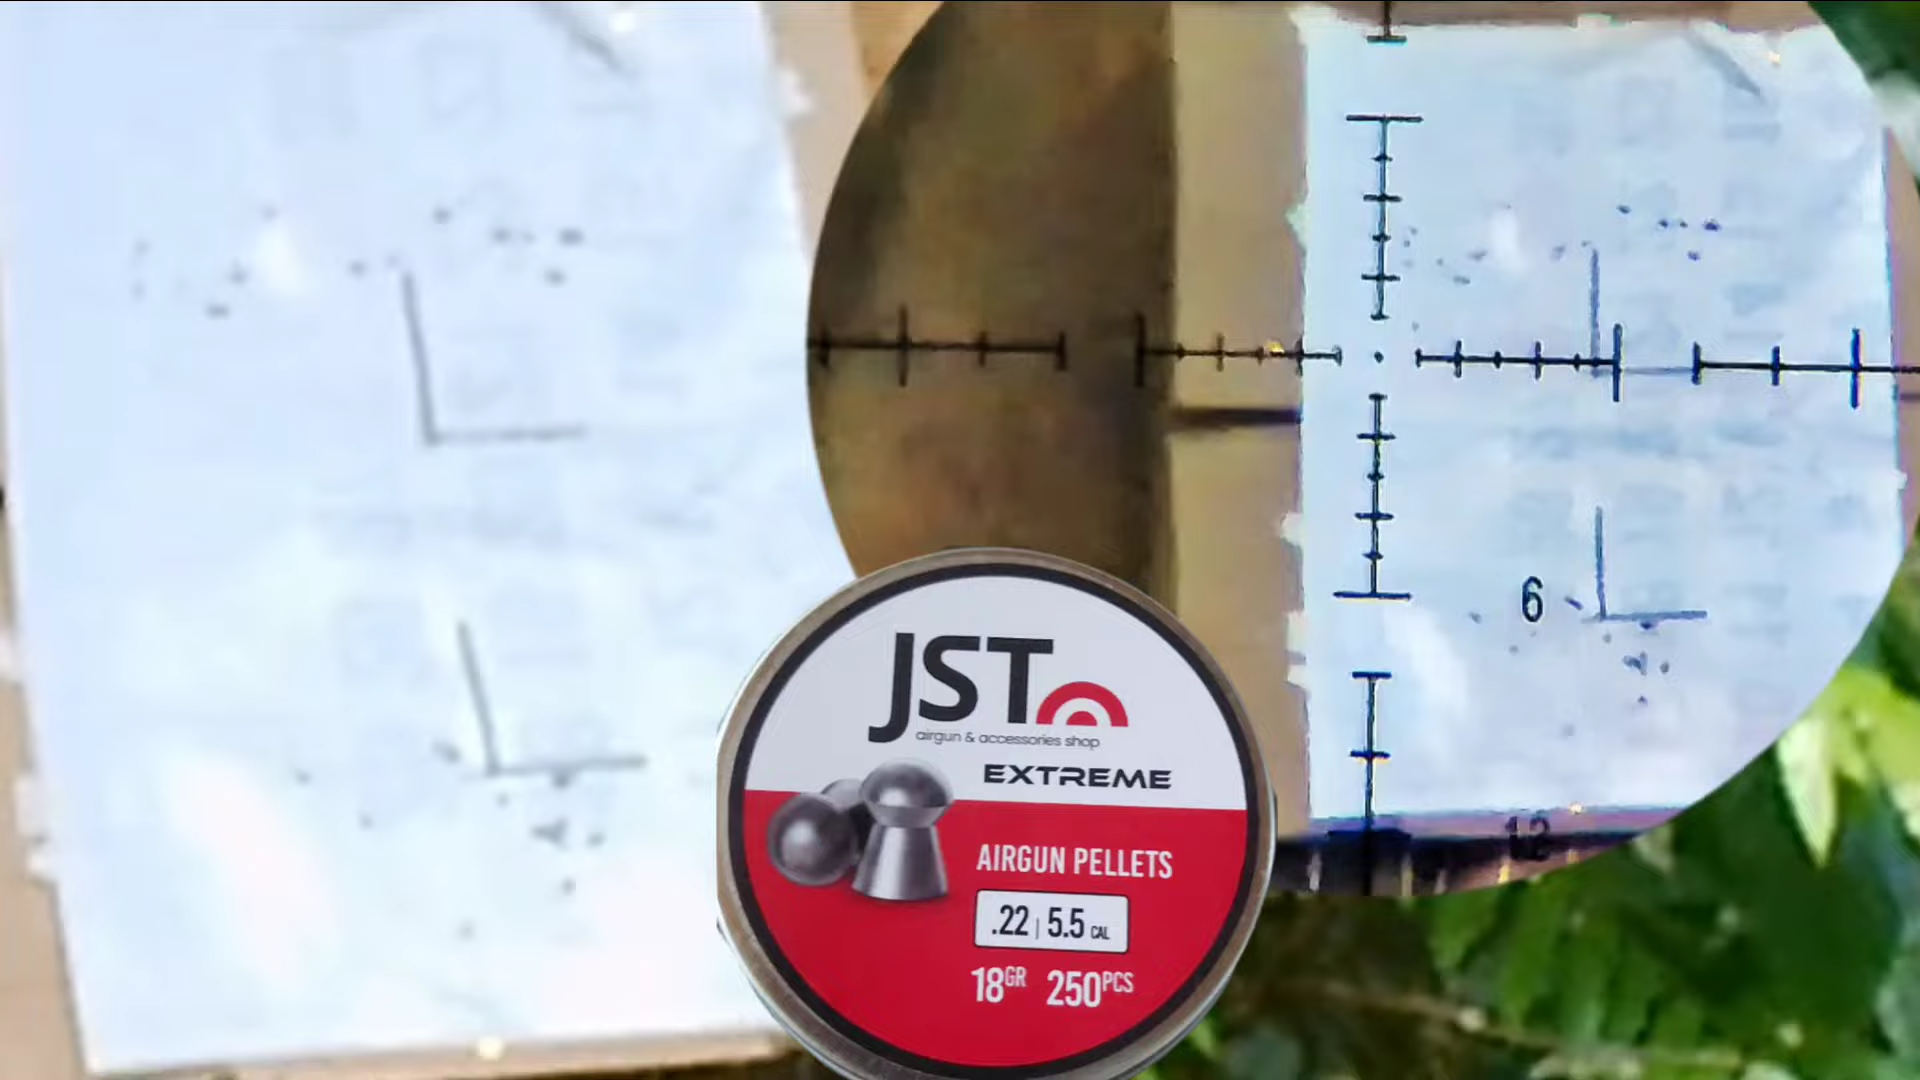 6
JST
airgun & accessories shop
EXTREME
AIRGUN PELLETS
.22 | 5.5 CAL
18GR 250PCS
12